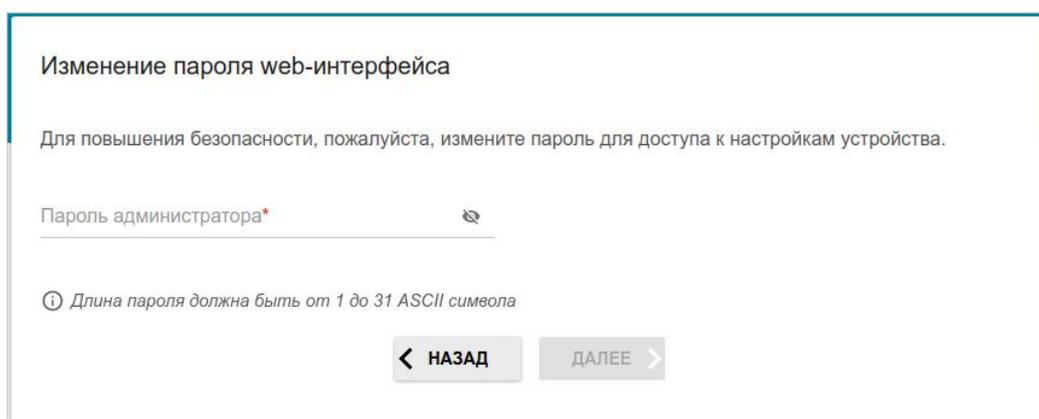 Изменение пароля web-интерфейса
Для повышения безопасности, пожалуйста, измените пароль для доступа к настройкам устройства.
Пароль администратора*
Длина пароля должна быть от 1 до 31 ASCII символа
НАЗАД
ДАЛЕЕ